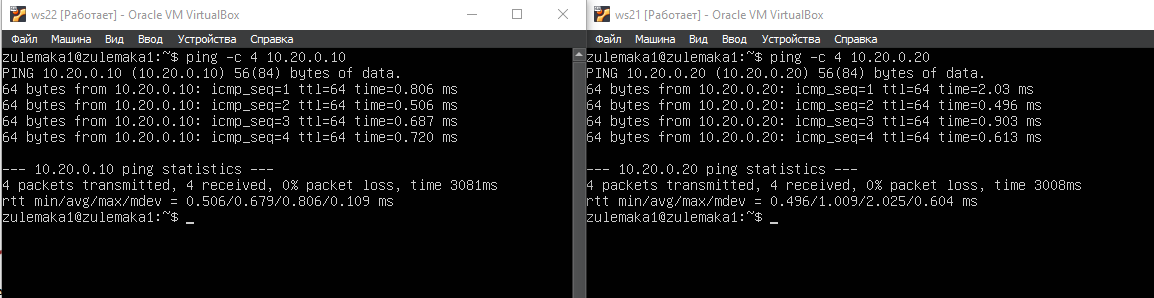 ws22 [Работает] - Oracle VM VirtualBox
Файл Машина Вид Ввод Устройства Справка
zulemaka1@zulemaka1:~$ ping -c 4 10.20.0.10
PING 10.20.0.10 (10.20.0.10) 56(84) bytes of data.
64 bytes from 10.20.0.10: icmp_seq=1 ttl=64 time=0.806 ms
64 bytes from 10.20.0.10: icmp_seq=2 ttl=64 time=0.506 ms
64 bytes from 10.20.0.10: icmp_seq=3 ttl=64 time=0.687 ms
64 bytes from 10.20.0.10: icmp_seq=4 ttl=64 time=0.720 ms
--- 10.20.0.10 ping statistics ---
4 packets transmitted, 4 received, 0% packet loss, time 3081ms
rtt min/avg/max/mdev = 0.506/0.679/0.806/0.109 ms
zulemaka1@zulemaka1:~$ _
ws21 [Работает] - Oracle VM VirtualBox
Файл Машина Вид Ввод Устройства Справка
zulemaka1@zulemaka1:~$ ping -c 4 10.20.0.20
PING 10.20.0.20 (10.20.0.20) 56(84) bytes of data.
64 bytes from 10.20.0.20: icmp_seq=1 ttl=64 time=2.03 ms
64 bytes from 10.20.0.20: icmp_seq=2 ttl=64 time=0.496 ms
64 bytes from 10.20.0.20: icmp_seq=3 ttl=64 time=0.903 ms
64 bytes from 10.20.0.20: icmp_seq=4 ttl=64 time=0.613 ms
--- 10.20.0.20 ping statistics ---
4 packets transmitted, 4 received, 0% packet loss, time 3008ms
rtt min/avg/max/mdev = 0.496/1.009/2.025/0.604 ms
zulemaka1@zulemaka1:~$ _